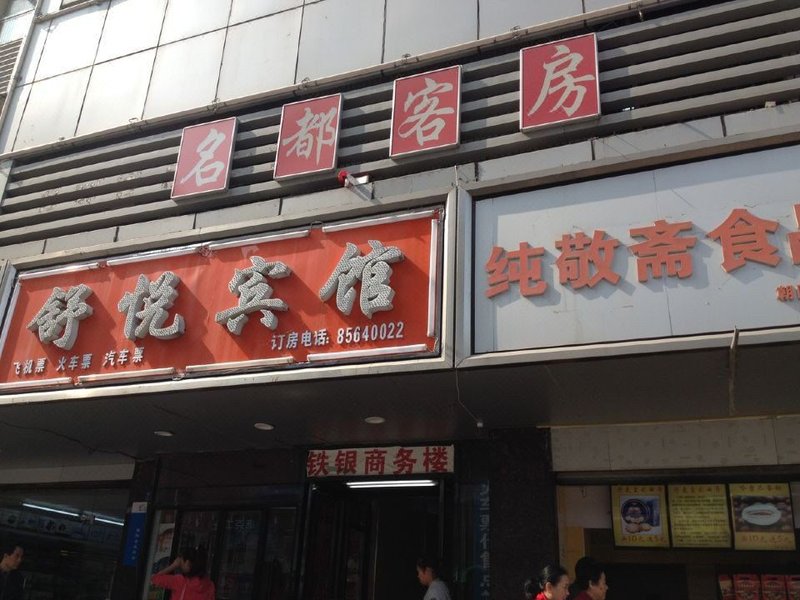 名都客房
舒悦宾馆
订房电话: 85640022
飞机票 火车票 汽车票
纯敬斋食品
铁银商务楼